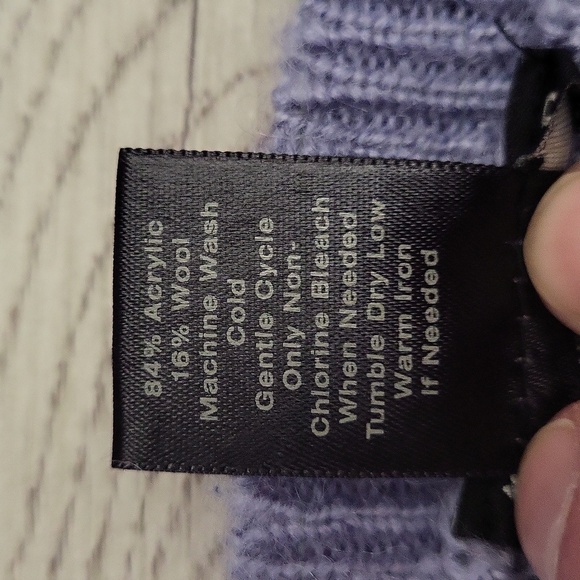 84% Acrylic
16% Wool
Machine Wash
Cold
Gentle Cycle
Only Non-
Chlorine Bleach
When Needed
Tumble Dry Low
Warm Iron
If Needed